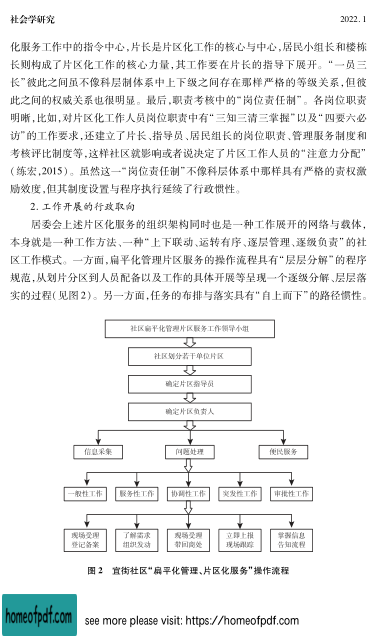 社会学研究 2022. 1
化服务工作中的指令中心,片长是片区化工作的核心与中心,居民小组长和楼栋
长则构成了片区化工作的核心力量,其工作要在片长的指导下展开。“一员三
长”彼此之间虽不像科层制体系中上下级之间存在那样严格的等级关系,但彼
此之间的权威关系也很明显。最后,职责考核中的“岗位责任制”。各岗位职责
明晰,比如,对片区化工作人员岗位职责中有“三知三清三掌握”以及“四要六必
访”的工作要求,还建立了片长、指导员、居民组长的岗位职责、管理服务制度和
考核评比制度等,这样社区就影响或者说决定了片区工作人员的“注意力分配”
(练宏,2015)。虽然这一“岗位责任制”不像科层体系中那样具有严格的责权激
励效度,但其制度设置与程序执行延续了行政惯性。
2. 工作开展的行政取向
居委会上述片区化服务的组织架构同时也是一种工作开展的网络与载体,
本身就是一种工作方法、一种“上下联动、运转有序、逐层管理、逐级负责”的社
区工作模式。一方面,扁平化管理片区服务的操作流程具有“层层分解”的程序
规范,从划片分区到人员配备以及工作的具体开展等呈现一个逐级分解、层层落
实的过程(见图 2)。另一方面,任务的布排与落实具有“自上而下”的路径惯性。
社区扁平化管理片区服务工作领导小组
社区划分若干单位片区
确定片区指导员
确定片区负责人
信息采集 问题处理 便民服务
一般性工作 服务性工作 协调性工作 突发性工作 审批性工作
现场受理 了解需求 现场受理 立即上报 掌握信息
登记备案 组织发动 带回商处 现场跟踪 告知流程
图 2 宜街社区“扁平化管理、片区化服务”操作流程
homeofpdf.com see more please visit: https://homeofpdf.com